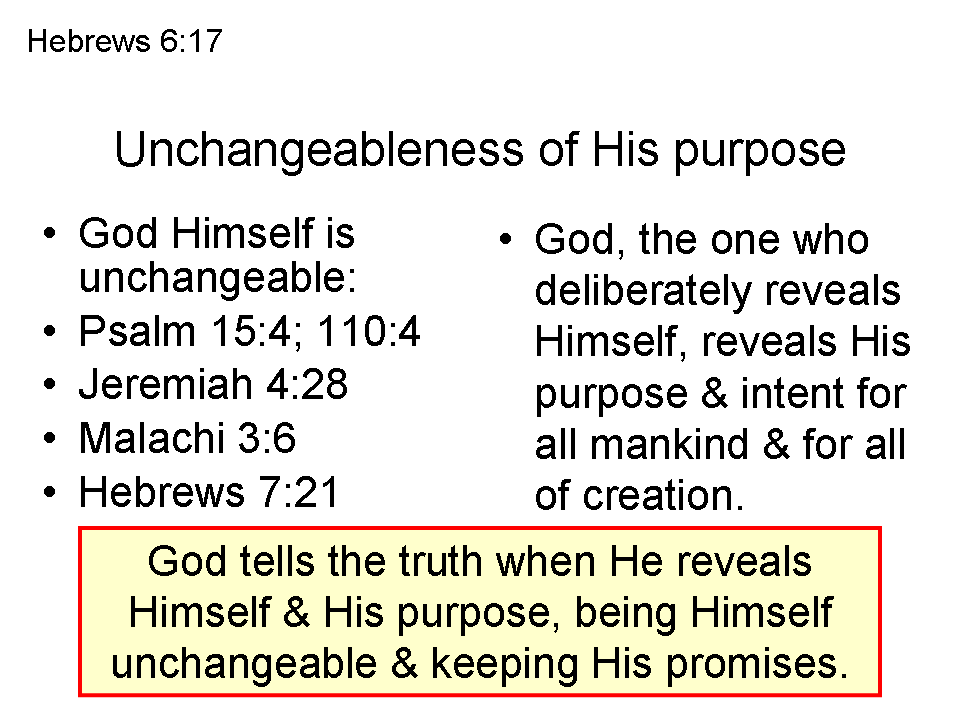 Hebrews 6:17
Unchangeableness of His purpose
• God Himself is
unchangeable:
• Psalm 15:4; 110:4
• Jeremiah 4:28
• Malachi 3:6
• Hebrews 7:21
• God, the one who
deliberately reveals
Himself, reveals His
purpose & intent for
all mankind & for all
of creation.
God tells the truth when He reveals
Himself & His purpose, being Himself
unchangeable & keeping His promises.